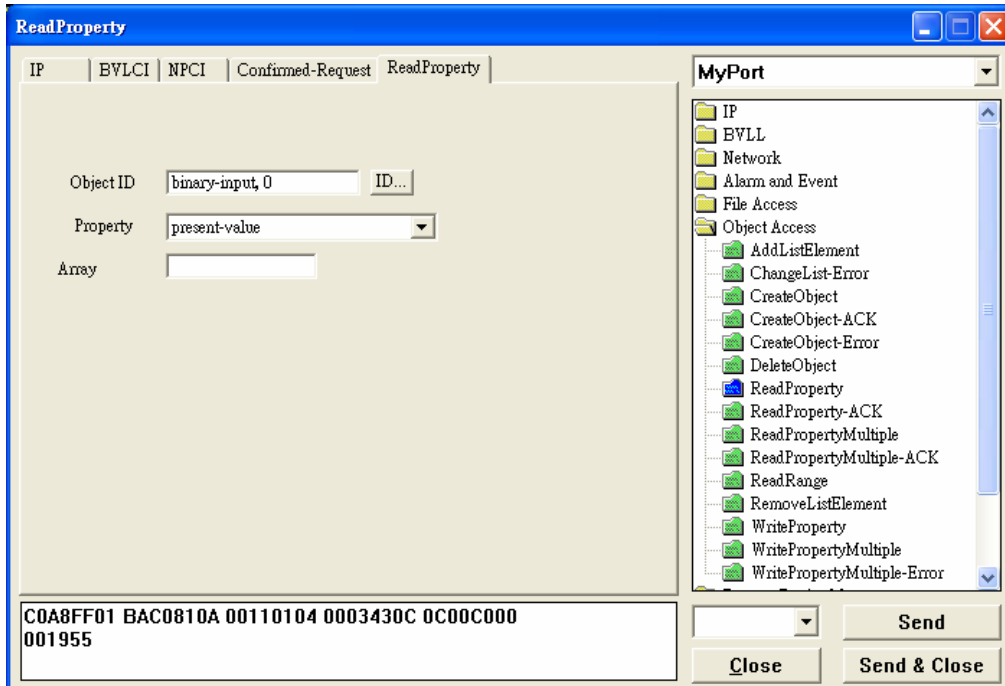 ReadProperty
IP BVLCI NPCI Confirmed-Request ReadProperty
Object ID binary-input, 0 ID...
Property present-value
Array
MyPort
IP
BVLL
Network
Alarm and Event
File Access
Object Access
AddListElement
ChangeList-Error
CreateObject
CreateObject-ACK
CreateObject-Error
DeleteObject
ReadProperty
ReadProperty-ACK
ReadPropertyMultiple
ReadPropertyMultiple-ACK
ReadRange
RemoveListElement
WriteProperty
WritePropertyMultiple
WritePropertyMultiple-Error
C0A8FF01 BAC0810A 00110104 0003430C 0C00C000
001955
Send
Close Send & Close